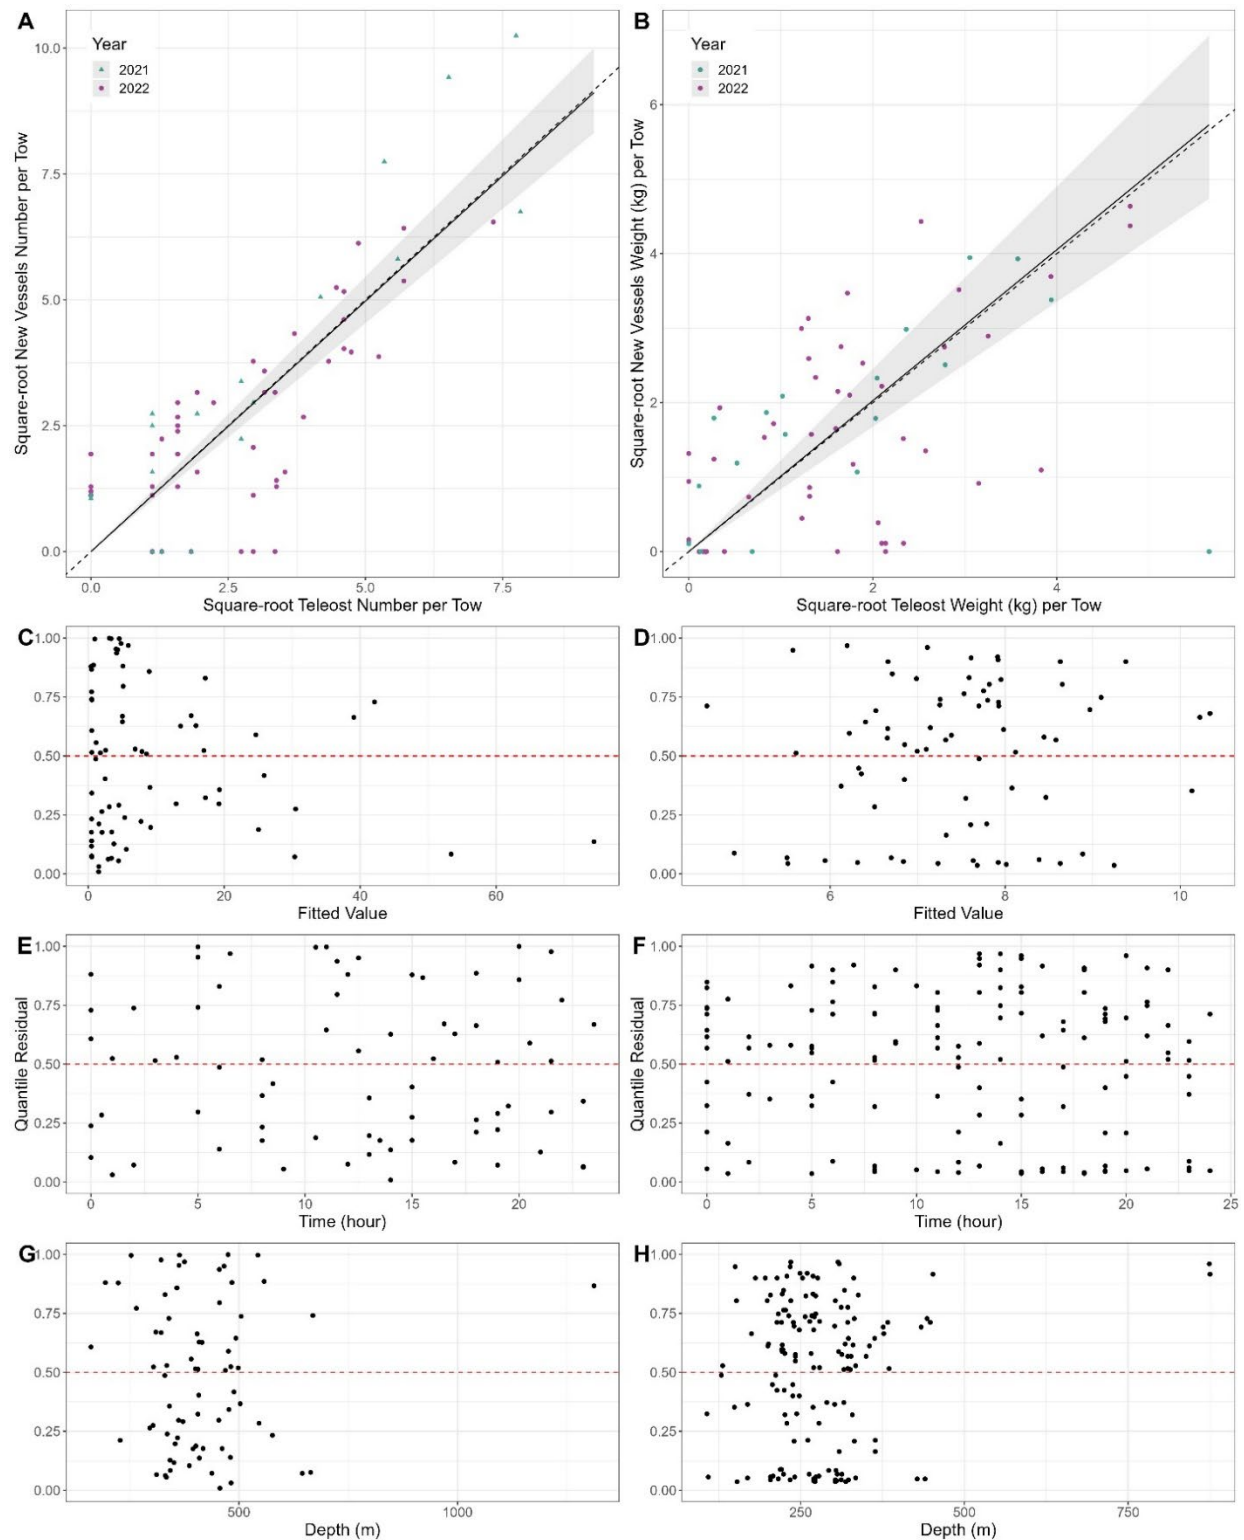 A
Year
2021
2022
10.0
7.5
5.0
2.5
0.0
Square-root New Vessels Number per Tow
0.0 2.5 5.0 7.5
Square-root Teleost Number per Tow
B
Year
2021
2022
6
4
2
0
Square-root New Vessels Weight (kg) per Tow
0 2 4
Square-root Teleost Weight (kg) per Tow
C
1.00
0.75
0.50
0.25
0.00
0 20 40 60
Fitted Value
D
1.00
0.75
0.50
0.25
0.00
6 8 10
Fitted Value
E
1.00
0.75
0.50
0.25
0.00
Quantile Residual
0 5 10 15 20
Time (hour)
F
1.00
0.75
0.50
0.25
0.00
Quantile Residual
0 5 10 15 20 25
Time (hour)
G
1.00
0.75
0.50
0.25
0.00
500 1000
Depth (m)
H
1.00
0.75
0.50
0.25
0.00
250 500 750
Depth (m)